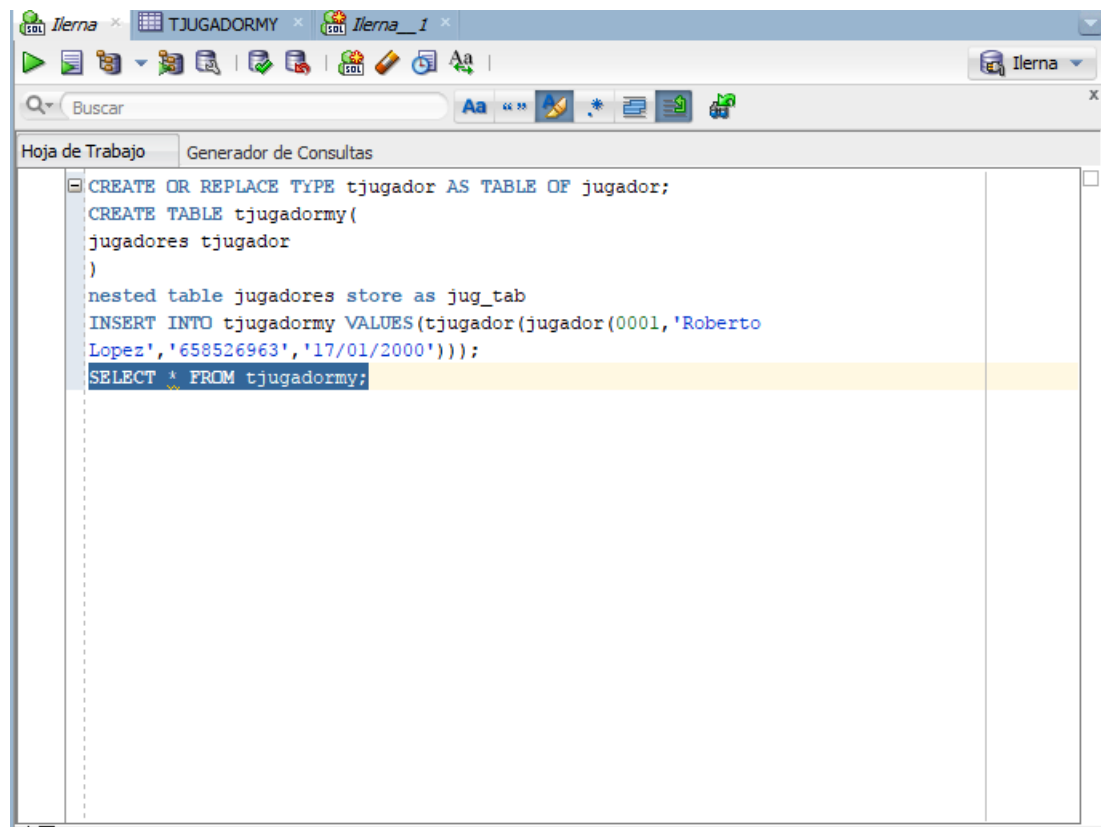 Ilerna
TJUGADORMY
Ilerna__1
Ilerna
Buscar
Aa
Hoja de Trabajo
Generador de Consultas
CREATE OR REPLACE TYPE tjugador AS TABLE OF jugador;
CREATE TABLE tjugadormy(
jugadores tjugador
)
nested table jugadores store as jug_tab
INSERT INTO tjugadormy VALUES(tjugador(jugador(0001,'Roberto
Lopez','658526963','17/01/2000')));
SELECT * FROM tjugadormy;